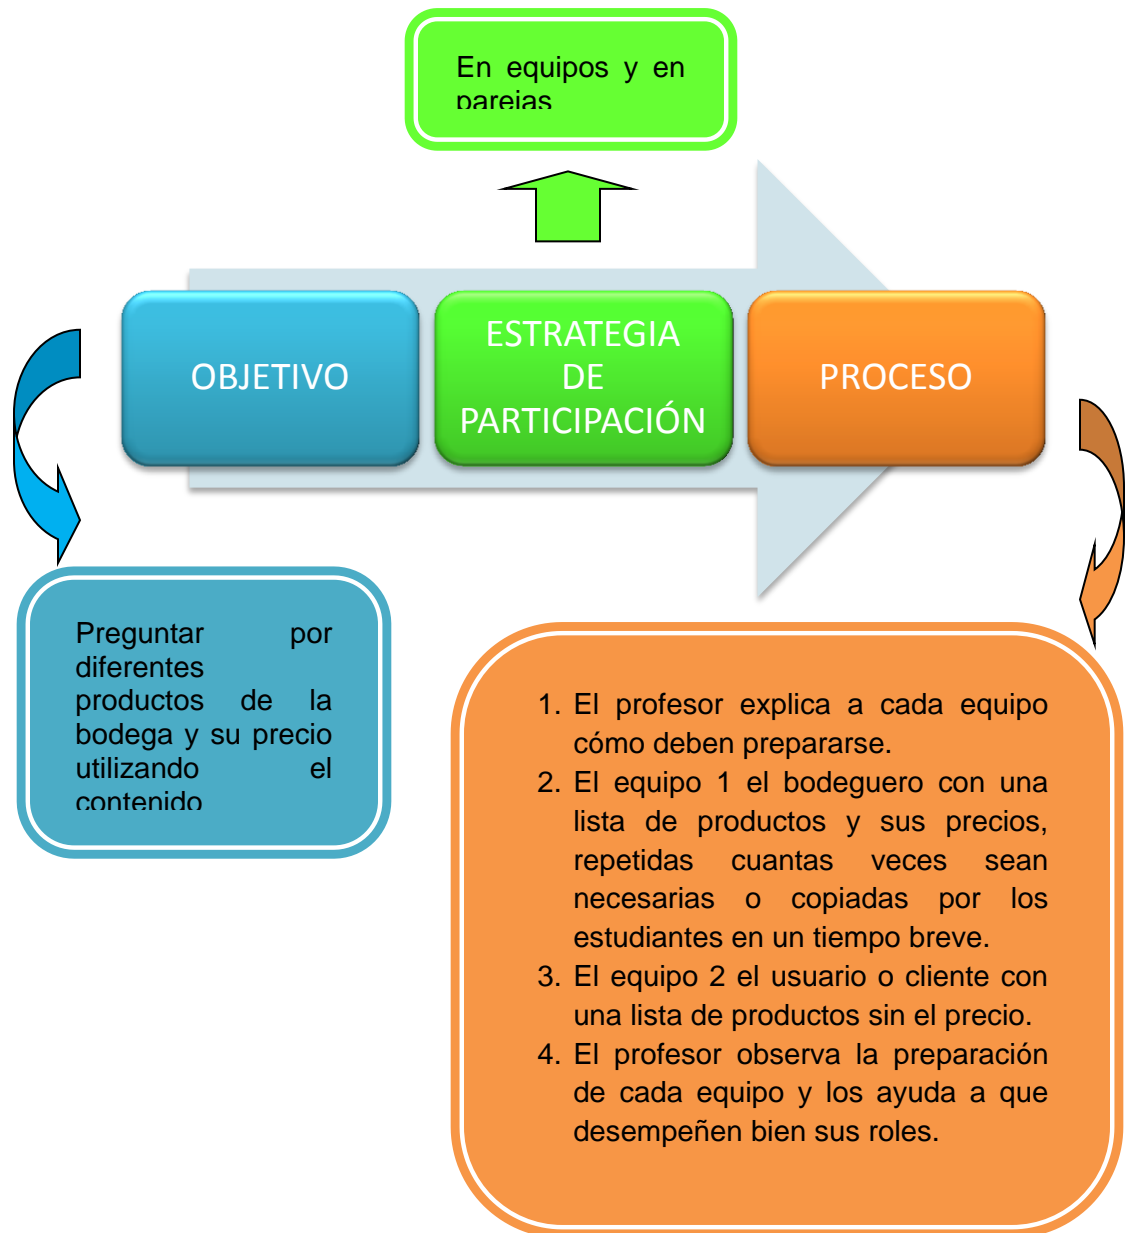 En equipos y en
parejas
OBJETIVO
ESTRATEGIA
DE
PARTICIPACIÓN
PROCESO
Preguntar por
diferentes
productos de la
bodega y su precio
utilizando el
contenido
1. El profesor explica a cada equipo
cómo deben prepararse.
2. El equipo 1 el bodeguero con una
lista de productos y sus precios,
repetidas cuantas veces sean
necesarias o copiadas por los
estudiantes en un tiempo breve.
3. El equipo 2 el usuario o cliente con
una lista de productos sin el precio.
4. El profesor observa la preparación
de cada equipo y los ayuda a que
desempeñen bien sus roles.